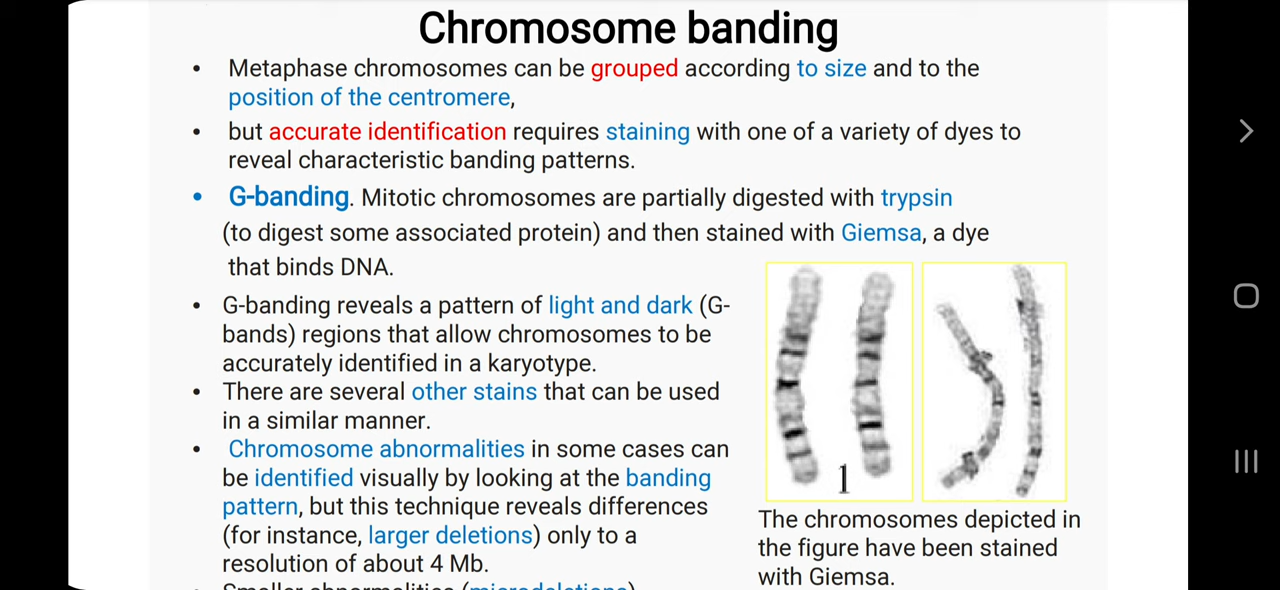 Chromosome banding
• Metaphase chromosomes can be grouped according to size and to the
position of the centromere,
• but accurate identification requires staining with one of a variety of dyes to
reveal characteristic banding patterns.
• G-banding. Mitotic chromosomes are partially digested with trypsin
(to digest some associated protein) and then stained with Giemsa, a dye
that binds DNA.
• G-banding reveals a pattern of light and dark (G-
bands) regions that allow chromosomes to be
accurately identified in a karyotype.
• There are several other stains that can be used
in a similar manner.
• Chromosome abnormalities in some cases can
be identified visually by looking at the banding
pattern, but this technique reveals differences
(for instance, larger deletions) only to a
resolution of about 4 Mb.
• Smaller abnormalities (microdeletions)
1
The chromosomes depicted in
the figure have been stained
with Giemsa.